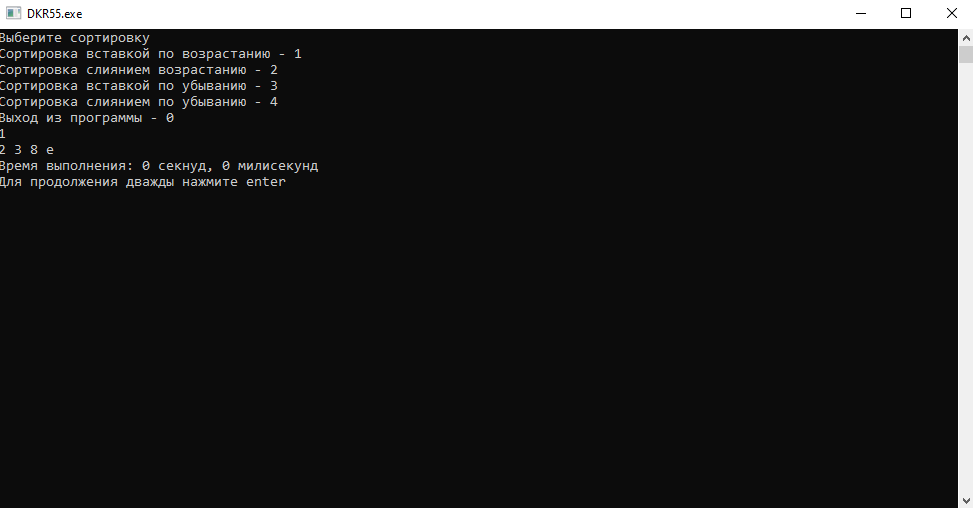 DKR55.exe
Выберите сортировку
Сортировка вставкой по возрастанию - 1
Сортировка слиянием возрастанию - 2
Сортировка вставкой по убыванию - 3
Сортировка слиянием по убыванию - 4
Выход из программы - 0
1
2 3 8 e
Время выполнения: 0 секнуд, 0 милисекунд
Для продолжения дважды нажмите enter